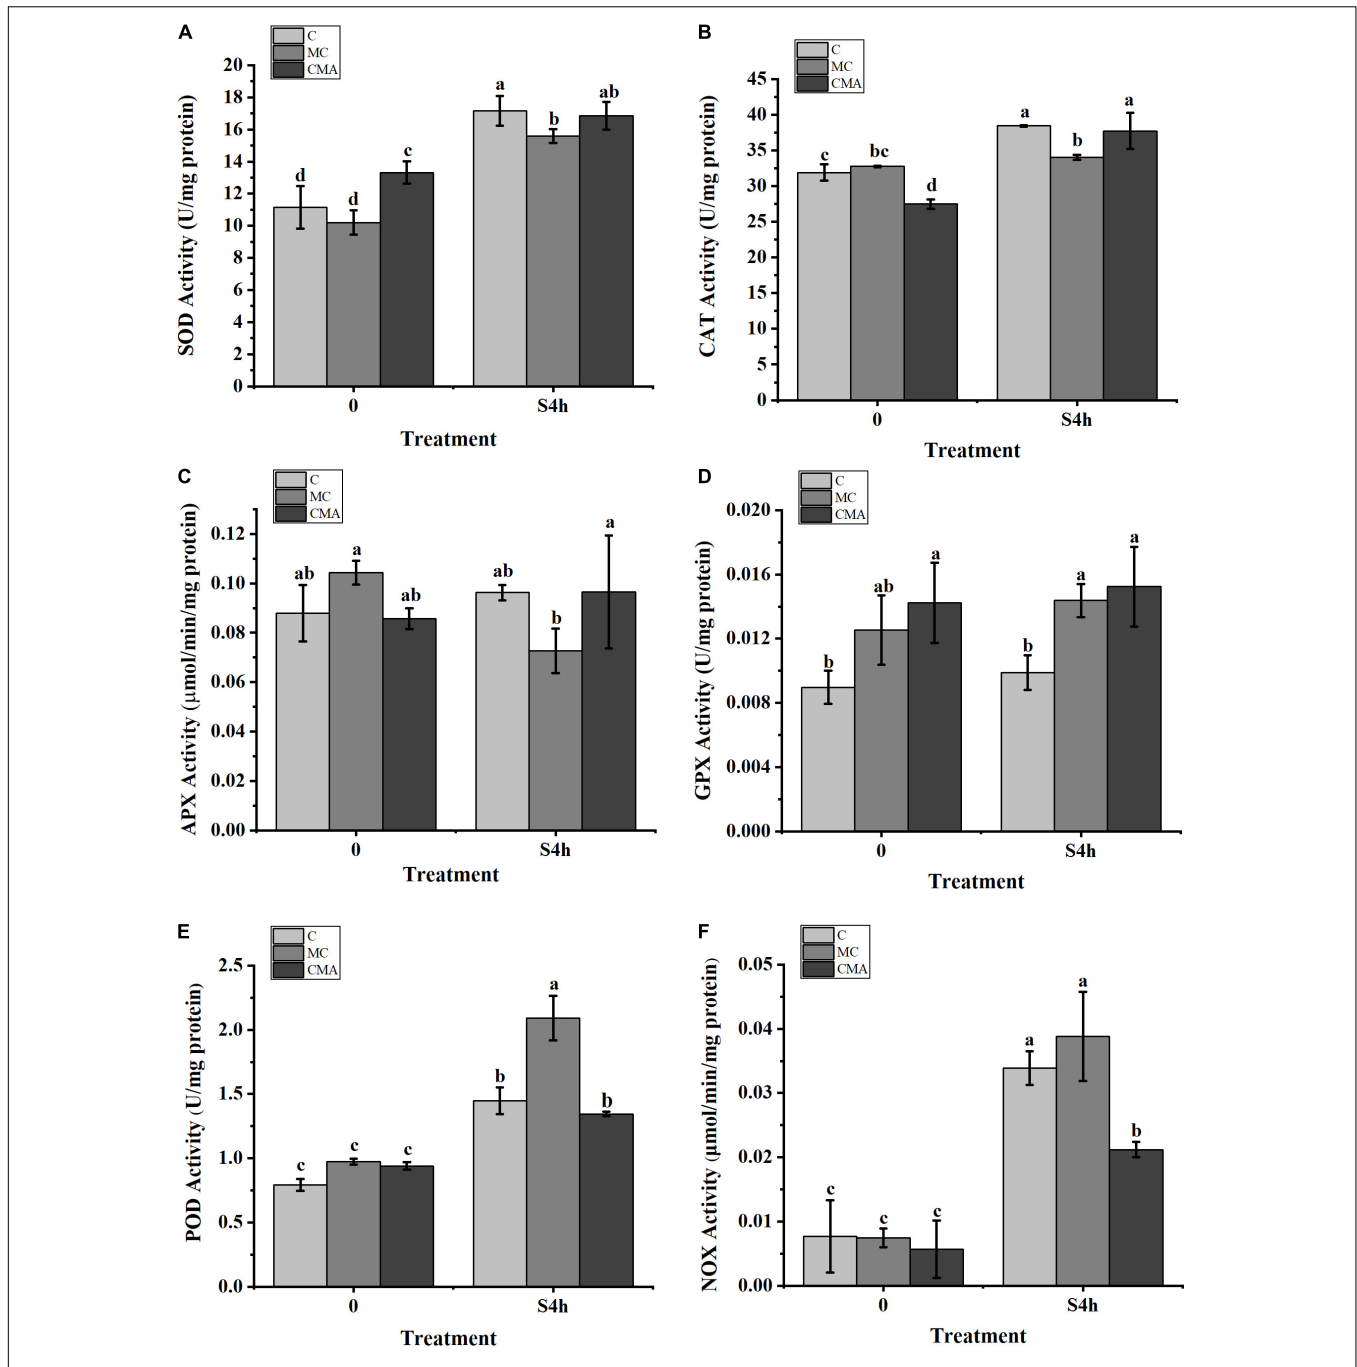 A
C
MC
CMA
SOD Activity (U/mg protein)
20
18
16
14
12
10
8
6
4
2
0
d
d
c
a
b
ab
0
S4h
Treatment
B
C
MC
CMA
CAT Activity (U/mg protein)
45
40
35
30
25
20
15
10
5
0
c
bc
d
a
b
a
0
S4h
Treatment
C
C
MC
CMA
APX Activity (μmol/min/mg protein)
0.12
0.10
0.08
0.06
0.04
0.02
0.00
ab
a
ab
ab
b
a
0
S4h
Treatment
D
C
MC
CMA
GPX Activity (U/mg protein)
0.020
0.016
0.012
0.008
0.004
0.000
b
ab
a
b
a
a
0
S4h
Treatment
E
C
MC
CMA
POD Activity (U/mg protein)
2.5
2.0
1.5
1.0
0.5
0.0
c
c
c
b
a
b
0
S4h
Treatment
F
C
MC
CMA
NOX Activity (μmol/min/mg protein)
0.05
0.04
0.03
0.02
0.01
0.00
c
c
c
a
a
b
0
S4h
Treatment